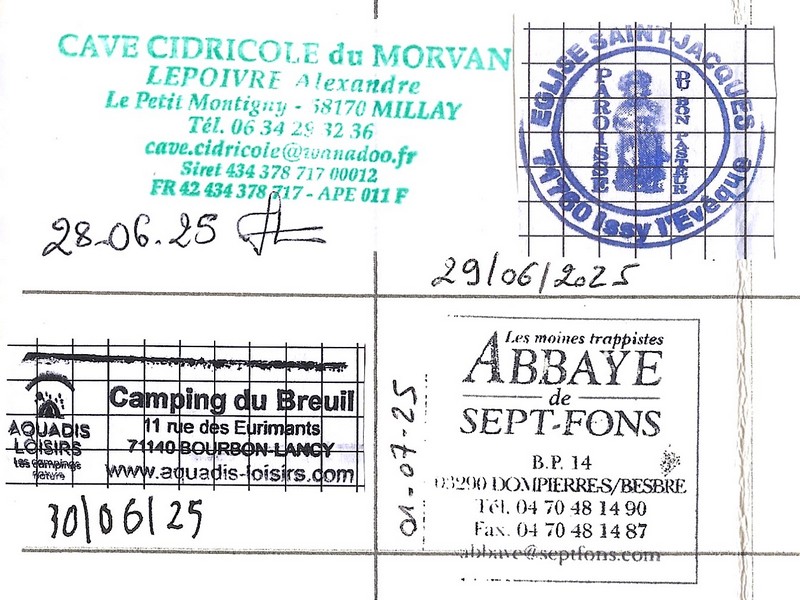 CAVE CIDRICOLE du MORVAN
LEPOIVRE Alexandre
Le Petit Montigny - 58170 MILLAY
Tél. 06 34 29 32 36
cave.cidricole@wanadoo.fr
Siret 434 378 717 00012
FR 42 434 378 717 - APE 011 F
28-06.25
EGLISE SAINT-JACQUES
PAROISSE
DU BON PASTEUR
71760 Issy l'Evêque
29/06/2025
AQUADIS
LOISIRS
les campings
nature
Camping du Breuil
11 rue des Eurimants
71140 BOURBON-LANCY
www.aquadis-loisirs.com
30/06/25
01-07-25
Les moines trappistes
ABBAYE
de
SEPT-FONS
B.P. 14
03290 DOMPIERRE-S/BESBRE
Tél. 04 70 48 14 90
Fax. 04 70 48 14 87
abbaye@septfons.com